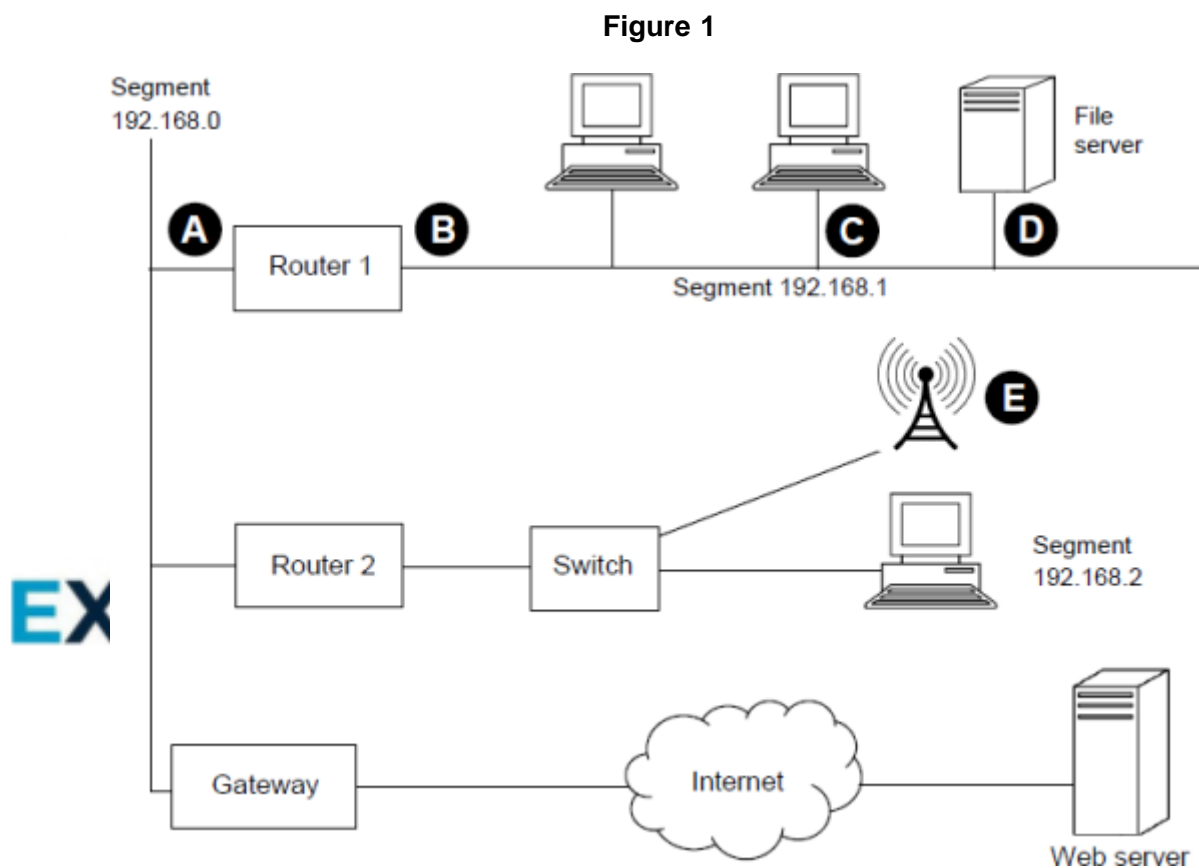 Figure 1
Segment
192.168.0
File
server
A
B
C
D
Router 1
Segment 192.168.1
E
Router 2
Switch
Segment
192.168.2
EX
Gateway
Internet
Web server